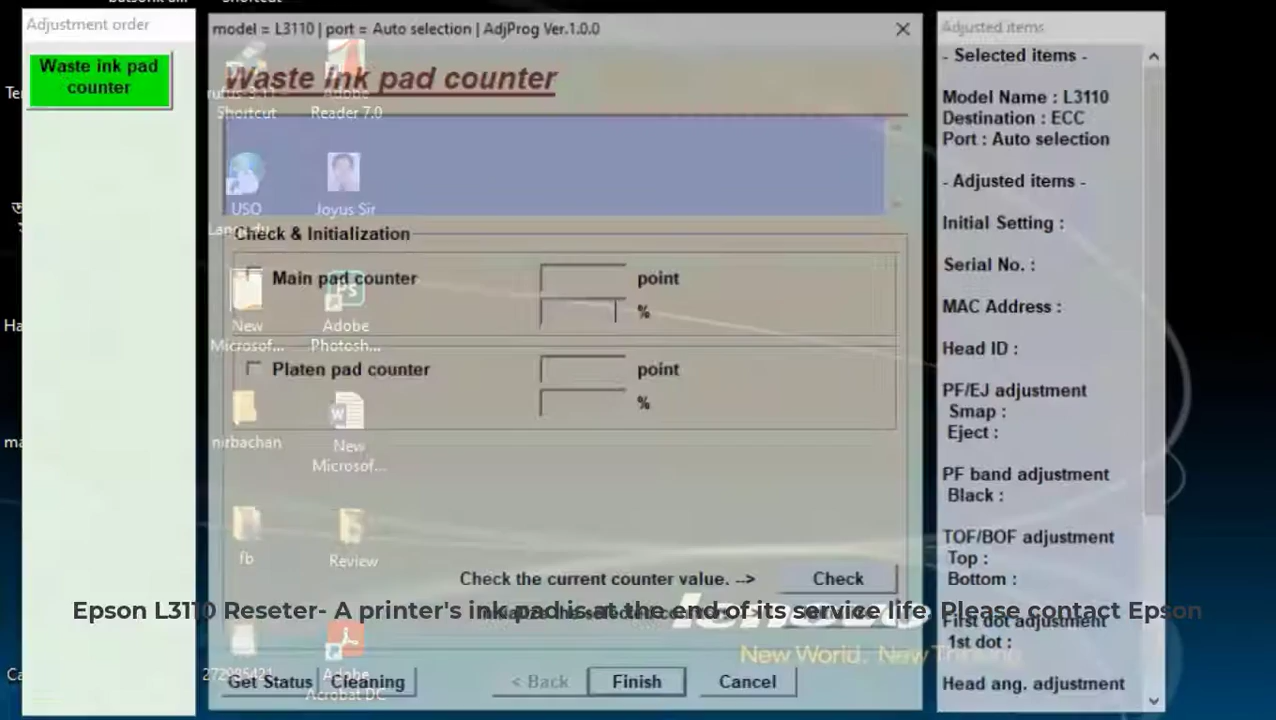 Shortcut
Adjustment order
Waste ink pad
counter
model = L3110 | port = Auto selection | AdjProg Ver.1.0.0
Waste ink pad counter
Shortcut
Adobe
Reader 7.0
USO
Joyus Sir
Check & Initialization
Main pad counter
point
%
New
Microsof...
Adobe
Photosh...
Platen pad counter
point
%
nirbachan
New
Microsof...
fb
Review
Check the current counter value. -->
Check
Epson L3110 Reseter- A printer's ink pad is at the end of its service life. Please contact Epson
lenovo
New World. New Thinking
Adobe
Acrobat DC
Get Status
Cleaning
< Back
Finish
Cancel
Adjusted items
- Selected items -
Model Name : L3110
Destination : ECC
Port : Auto selection
- Adjusted items -
Initial Setting :
Serial No. :
MAC Address :
Head ID :
PF/EJ adjustment
Smap :
Eject :
PF band adjustment
Black :
TOF/BOF adjustment
Top :
Bottom :
First dot adjustment
1st dot :
Head ang. adjustment